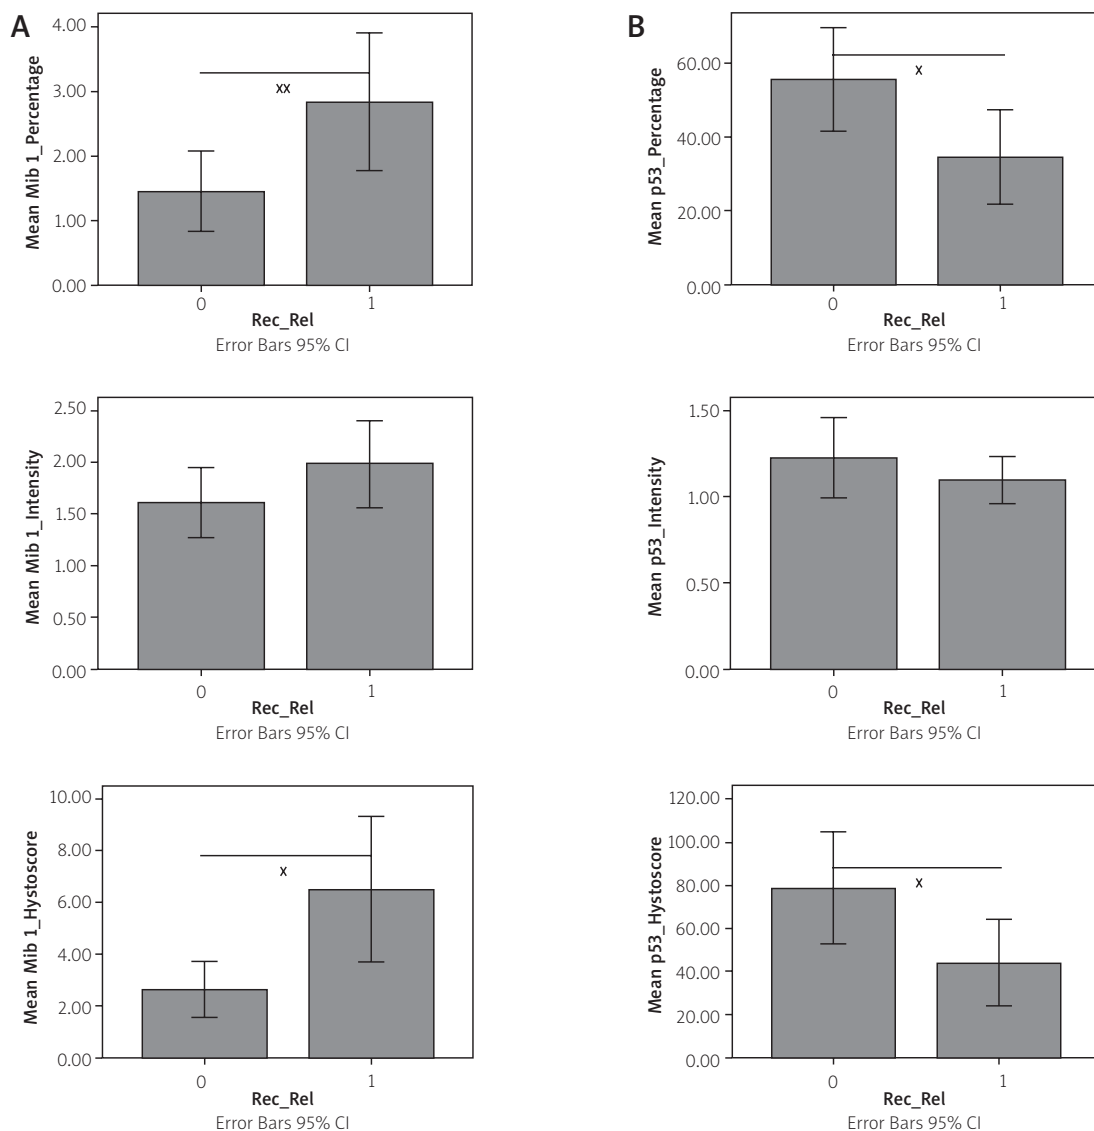 A
Mean Mib 1_Percentage
4.00
3.00
2.00
1.00
0.00
xx
0 1
Rec_Rel
Error Bars 95% CI
B
Mean p53_Percentage
60.00
40.00
20.00
0.00
x
0 1
Rec_Rel
Error Bars 95% CI
Mean Mib 1_Intensity
2.50
2.00
1.50
1.00
0.50
0.00
0 1
Rec_Rel
Error Bars 95% CI
Mean p53_Intensity
1.50
1.00
0.50
0.00
0 1
Rec_Rel
Error Bars 95% CI
Mean Mib 1_Hystoscore
10.00
8.00
6.00
4.00
2.00
0.00
x
0 1
Rec_Rel
Error Bars 95% CI
Mean p53_Hystoscore
120.00
100.00
80.00
60.00
40.00
20.00
0.00
x
0 1
Rec_Rel
Error Bars 95% CI